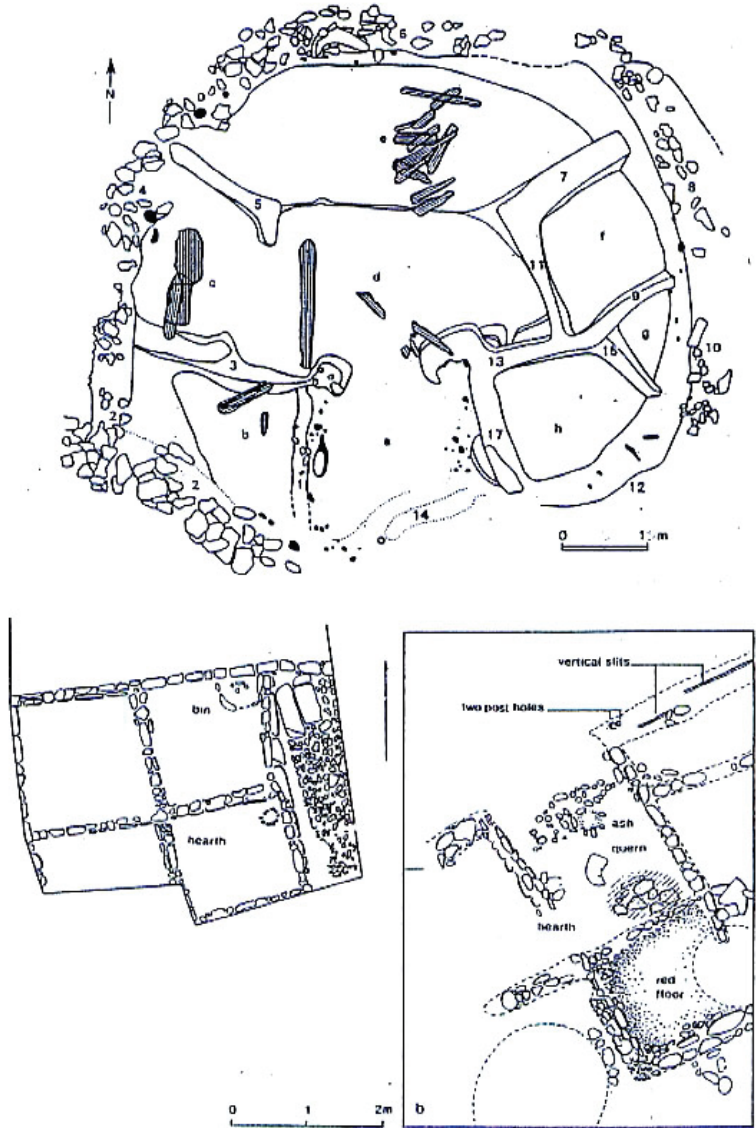 N
6
e
7
8
4
5
f
c
d
11
9
g
10
3
13
15
2
b
a
h
17
1
2
14
12
0 1.5m
vertical slits
two post holes
bin
ash
quern
hearth
hearth
red
floor
0 1 2m
b